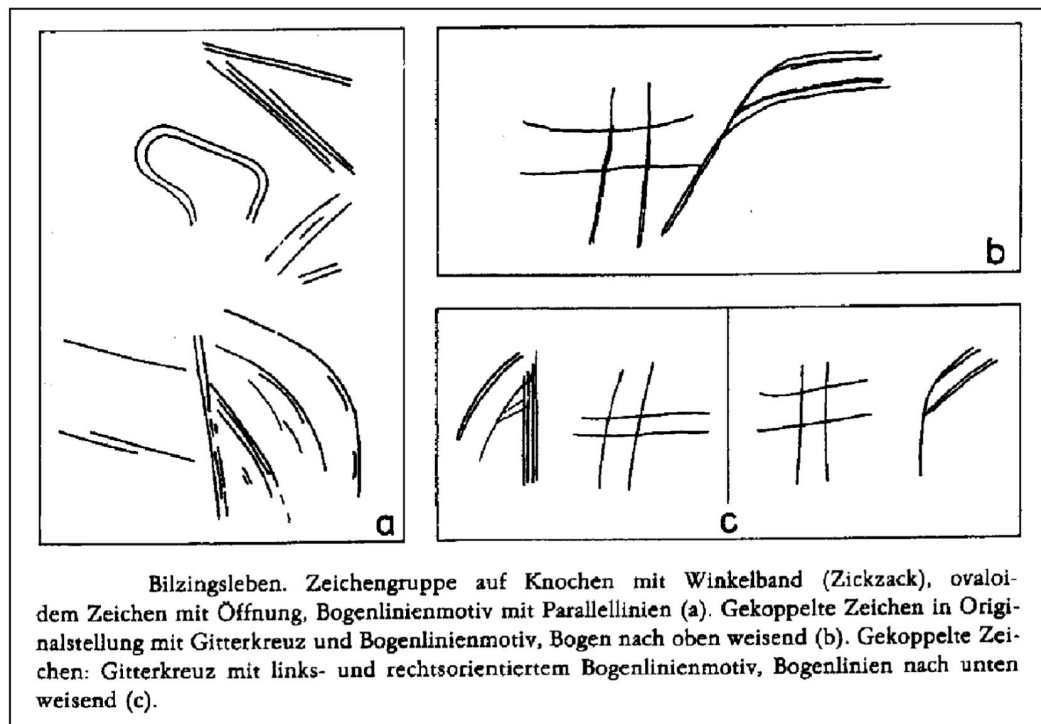 a
b
c
Bilzingsleben. Zeichengruppe auf Knochen mit Winkelband (Zickzack), ovaloi-
dem Zeichen mit Öffnung, Bogenlinienmotiv mit Parallellinien (a). Gekoppelte Zeichen in Origi-
nalstellung mit Gitterkreuz und Bogenlinienmotiv, Bogen nach oben weisend (b). Gekoppelte Zei-
chen: Gitterkreuz mit links- und rechtsorientiertem Bogenlinienmotiv, Bogenlinien nach unten
weisend (c).